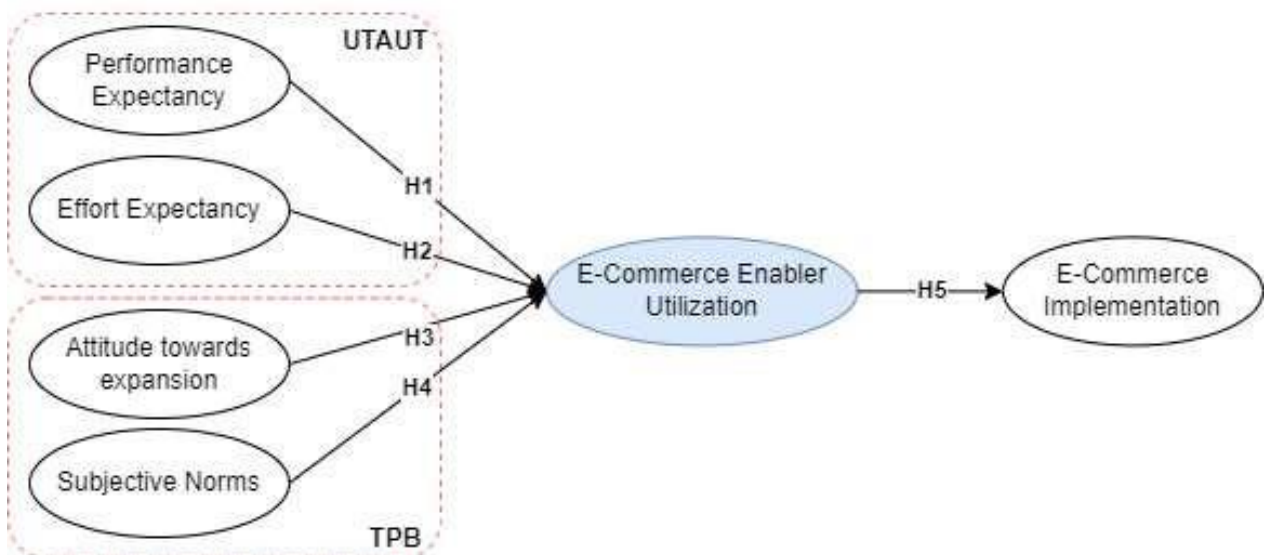 UTAUT
Performance
Expectancy
H1
Effort Expectancy
H2
E-Commerce Enabler
Utilization
H5
E-Commerce
Implementation
H3
Attitude towards
expansion
H4
Subjective Norms
TPB